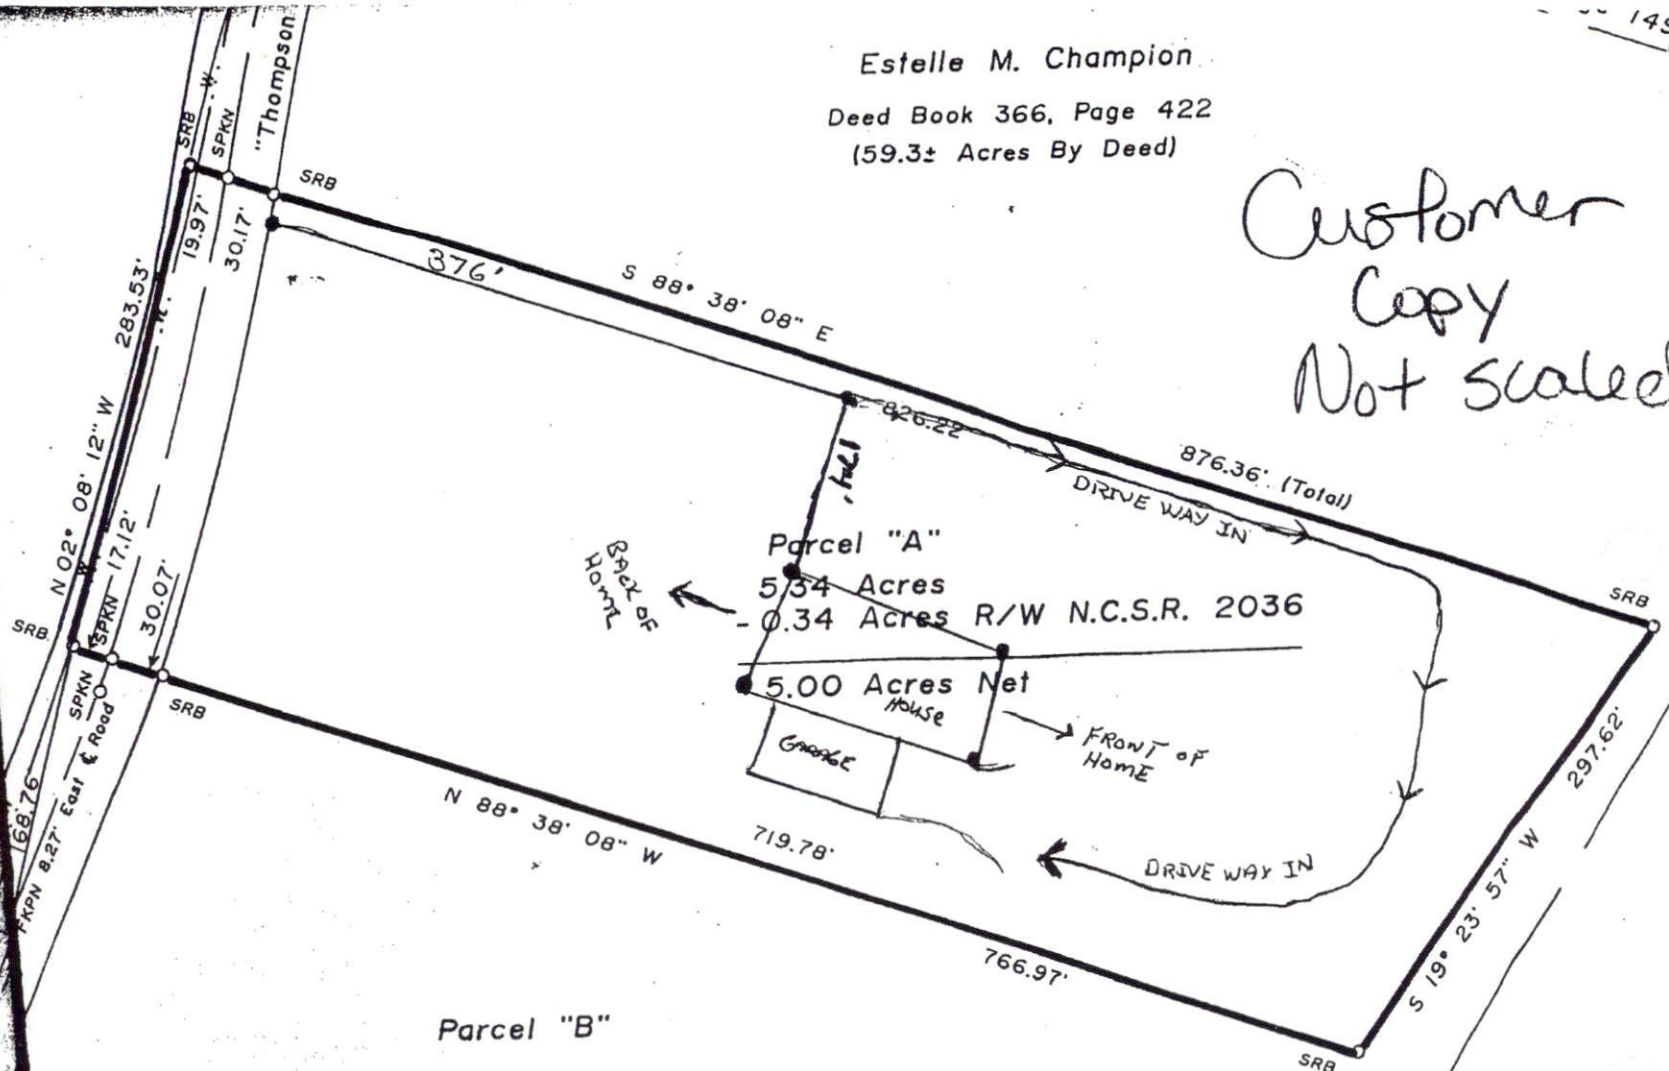 Estelle M. Champion
Deed Book 366, Page 422
(59.3± Acres By Deed)
Customer
Copy
Not scaled
"Thompson
SRB
SPKN
W.
SRB
19.97'
30.17'
283.53'
376'
S 88° 38' 08" E
826.22
876.36' (Total)
DRIVE WAY IN
N 02° 08' 12" W
17.12'
30.07'
SPKN
SRB.
Parcel "A"
5.34 Acres
- 0.34 Acres R/W N.C.S.R. 2036
5.00 Acres Net
House
BACK OF
HOME
GARAGE
FRONT OF
HOME
SRB
297.62'
S 19° 23' 57" W
DRIVE WAY IN
SPKN
SRB
168.76
FKPN 8.27' East ℄ Road
N 88° 38' 08" W
719.78'
766.97'
Parcel "B"
SRB